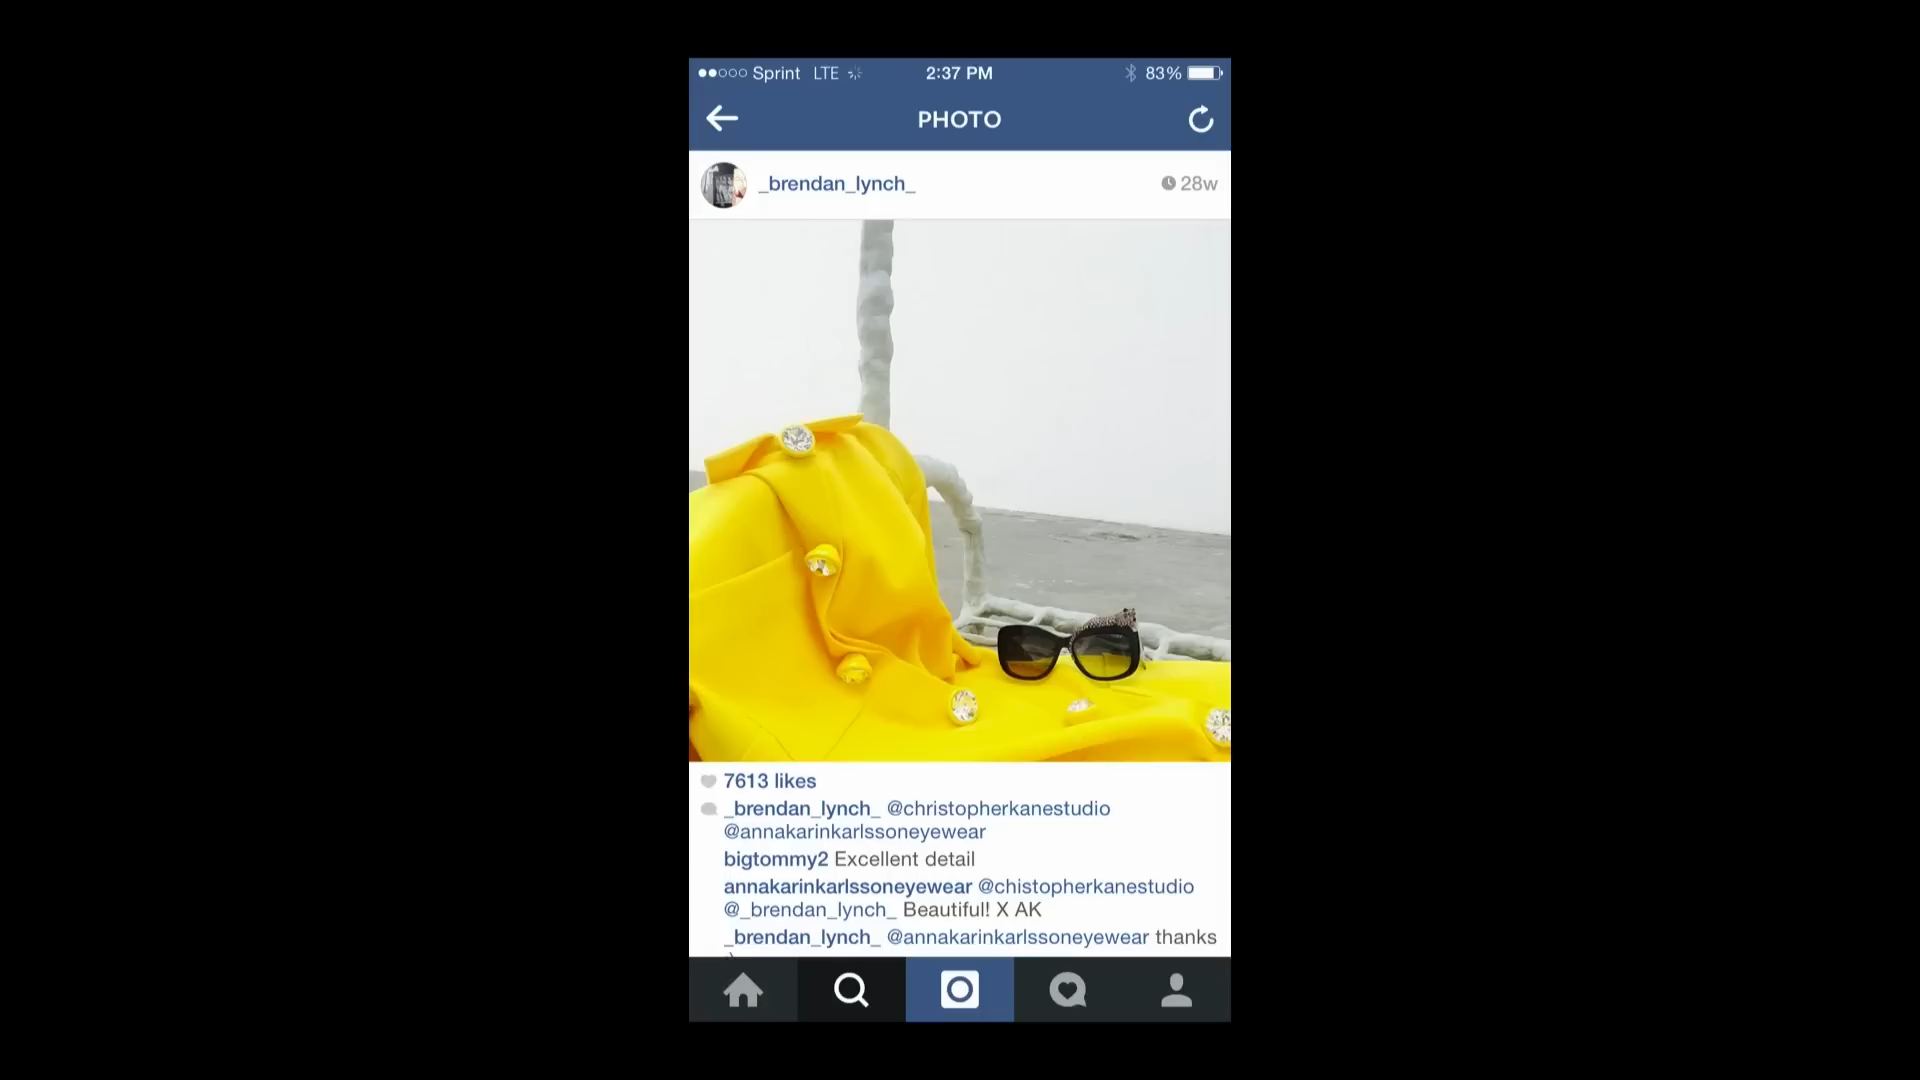 Sprint LTE 2:37 PM 83%
PHOTO
_brendan_lynch_ 28w
7613 likes
_brendan_lynch_ @christopherkanestudio
@annakarinkarlssoneyewear
bigtommy2 Excellent detail
annakarinkarlssoneyewear @chistopherkanestudio
@_brendan_lynch_ Beautiful! X AK
_brendan_lynch_ @annakarinkarlssoneyewear thanks